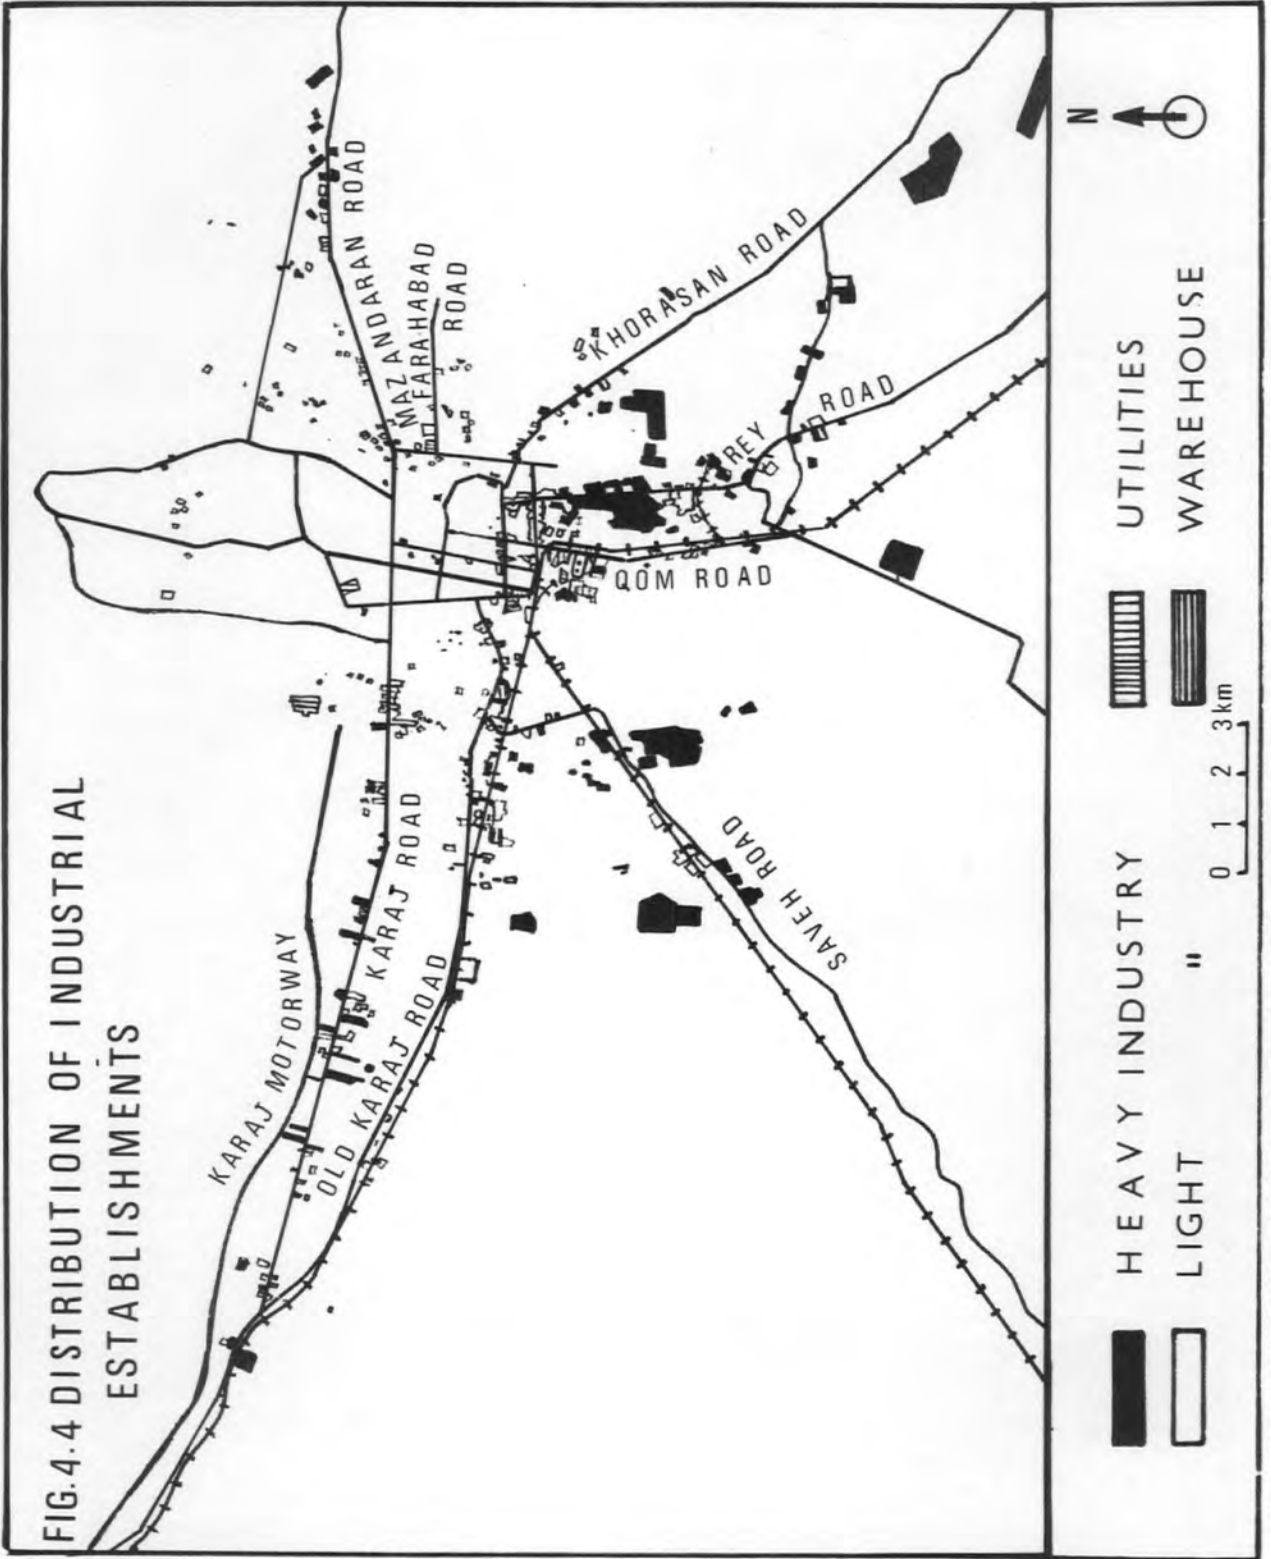 FIG.4.4 DISTRIBUTION OF INDUSTRIAL
ESTABLISHMENTS
KARAJ MOTORWAY
KARAJ ROAD
OLD KARAJ ROAD
MAZANDARAN ROAD
FARAHABAD
ROAD
KHORASAN ROAD
REY ROAD
QOM ROAD
SAVEH ROAD
HEAVY INDUSTRY
LIGHT "
UTILITIES
WAREHOUSE
0 1 2 3km
N